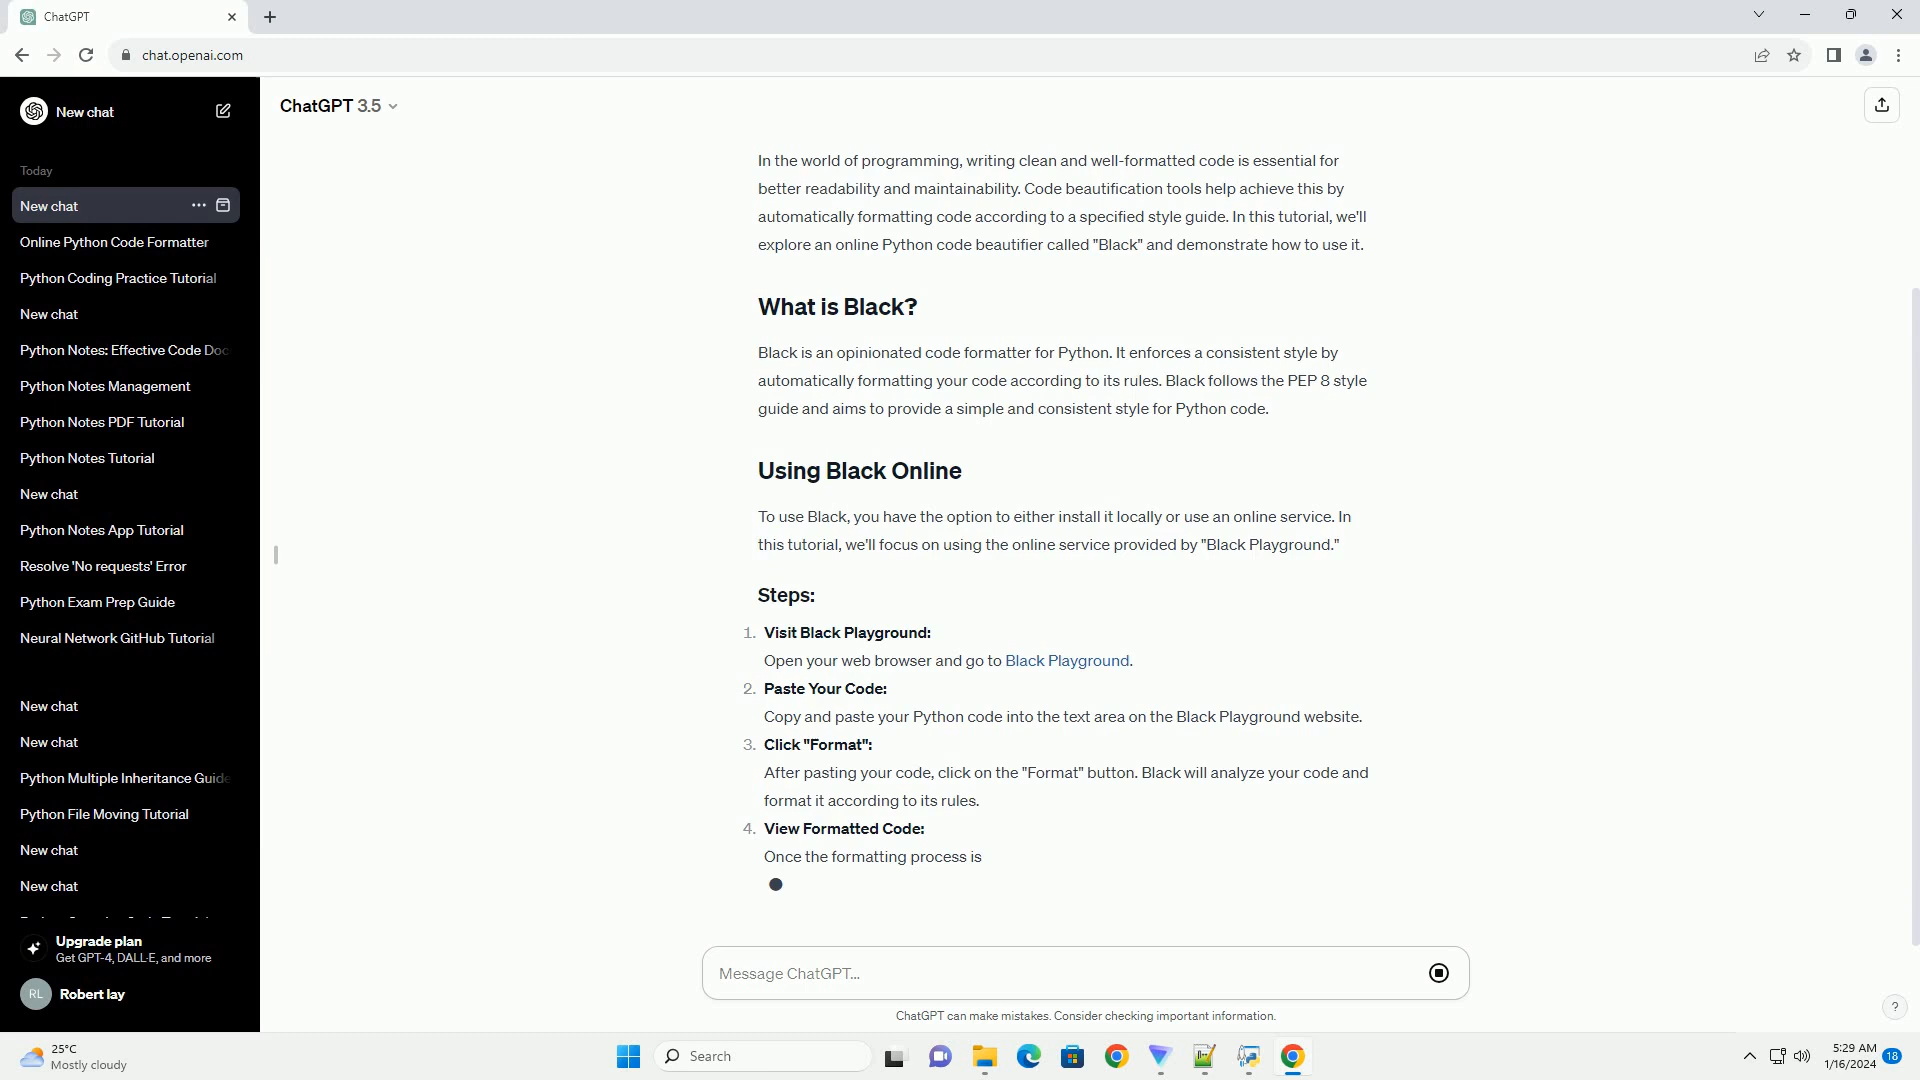 ChatGPT
chat.openai.com
New chat
Today
New chat
Online Python Code Formatter
Python Coding Practice Tutorial
New chat
Python Notes: Effective Code Doc
Python Notes Management
Python Notes PDF Tutorial
Python Notes Tutorial
New chat
Python Notes App Tutorial
Resolve 'No requests' Error
Python Exam Prep Guide
Neural Network GitHub Tutorial
New chat
New chat
Python Multiple Inheritance Guide
Python File Moving Tutorial
New chat
New chat
Upgrade plan
Get GPT-4, DALL·E, and more
RL
Robert lay
ChatGPT 3.5
In the world of programming, writing clean and well-formatted code is essential for
better readability and maintainability. Code beautification tools help achieve this by
automatically formatting code according to a specified style guide. In this tutorial, we'll
explore an online Python code beautifier called "Black" and demonstrate how to use it.
What is Black?
Black is an opinionated code formatter for Python. It enforces a consistent style by
automatically formatting your code according to its rules. Black follows the PEP 8 style
guide and aims to provide a simple and consistent style for Python code.
Using Black Online
To use Black, you have the option to either install it locally or use an online service. In
this tutorial, we'll focus on using the online service provided by "Black Playground."
Steps:
1. Visit Black Playground:
Open your web browser and go to Black Playground.
2. Paste Your Code:
Copy and paste your Python code into the text area on the Black Playground website.
3. Click "Format":
After pasting your code, click on the "Format" button. Black will analyze your code and
format it according to its rules.
4. View Formatted Code:
Once the formatting process is
Message ChatGPT...
ChatGPT can make mistakes. Consider checking important information.
?
25°C
Mostly cloudy
Search
5:29 AM
1/16/2024
18